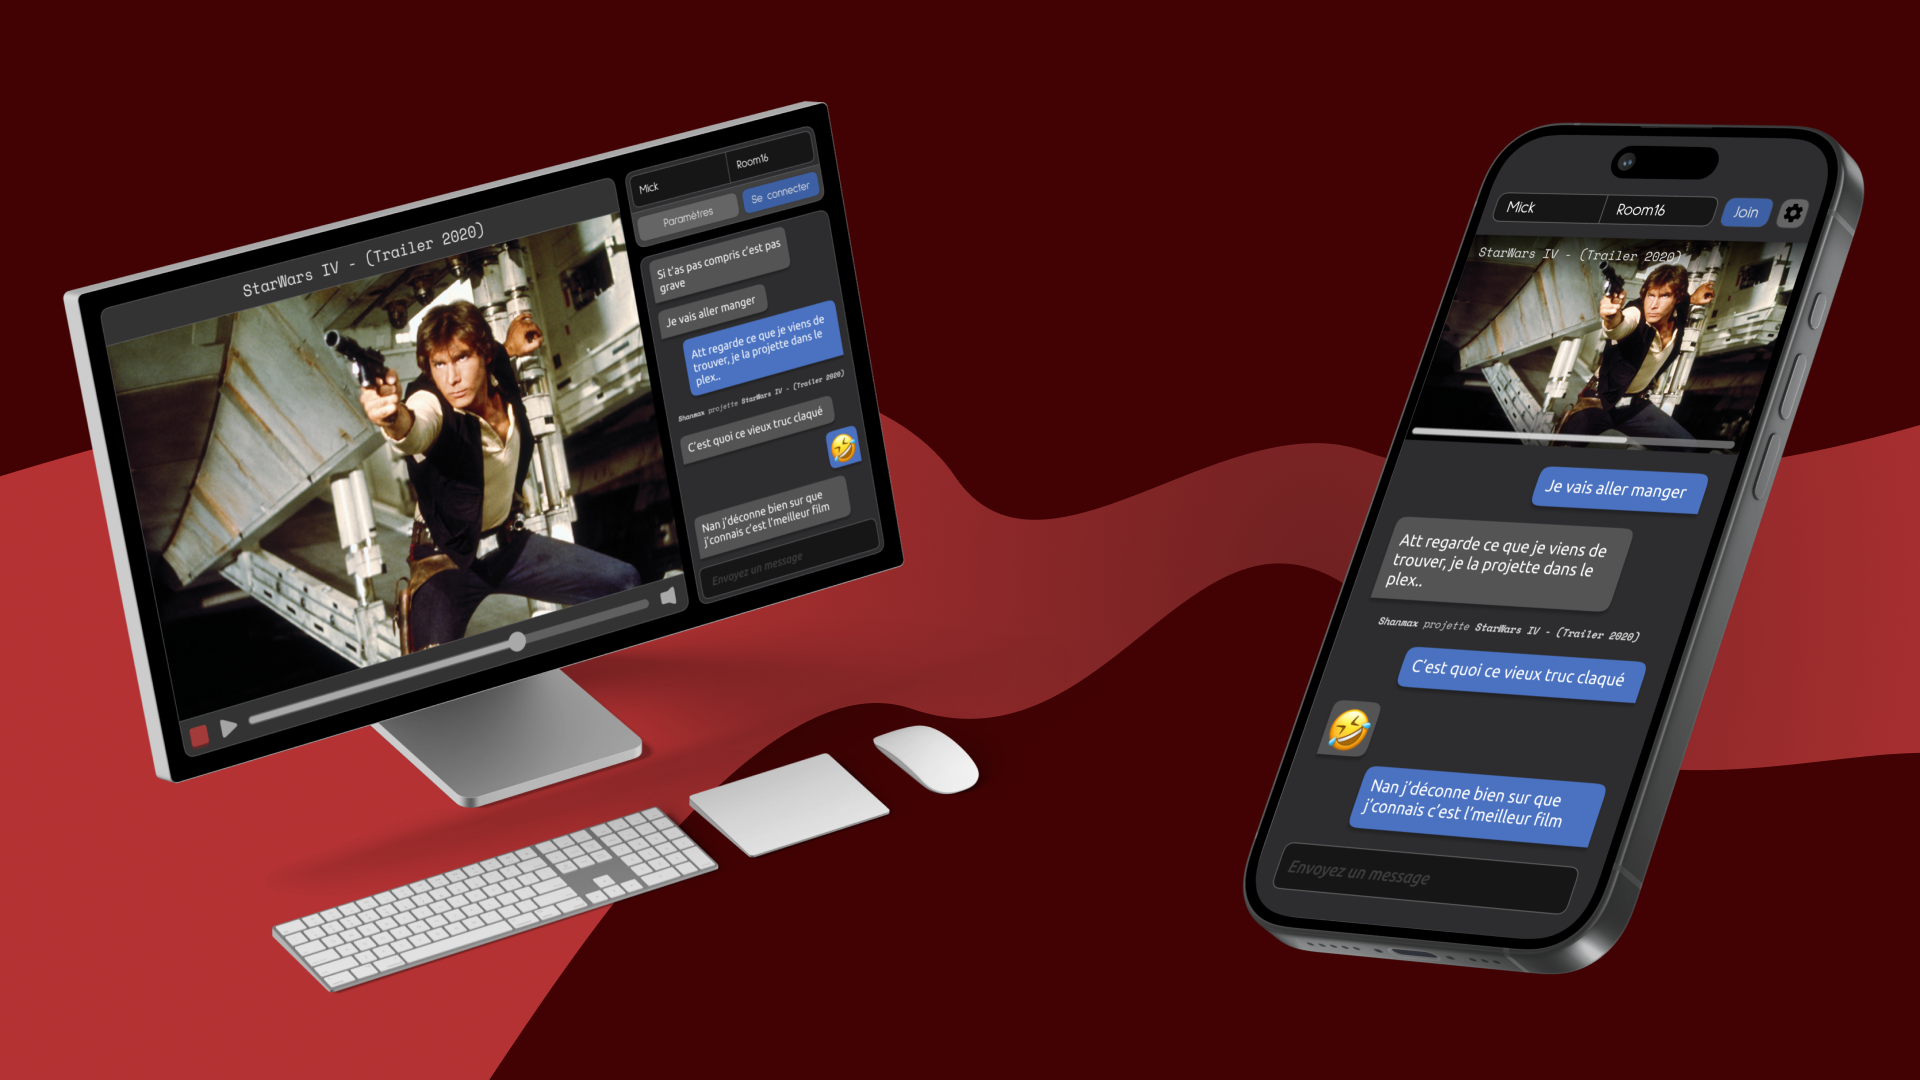 StarWars IV - (Trailer 2020)
Mick
Room16
Paramètres
Se connecter
Si t'as pas compris c'est pas
grave
Je vais aller manger
Att regarde ce que je viens de
trouver, je la projette dans le
plex..
Shanmax projette StarWars IV - (Trailer 2020)
C'est quoi ce vieux truc claqué
Nan j'déconne bien sur que
j'connais c'est l'meilleur film
Envoyez un message
Mick
Room16
Join
StarWars IV - (Trailer 2020)
Je vais aller manger
Att regarde ce que je viens de
trouver, je la projette dans le
plex..
Shanmax projette StarWars IV - (Trailer 2020)
C'est quoi ce vieux truc claqué
Nan j'déconne bien sur que
j'connais c'est l'meilleur film
Envoyez un message